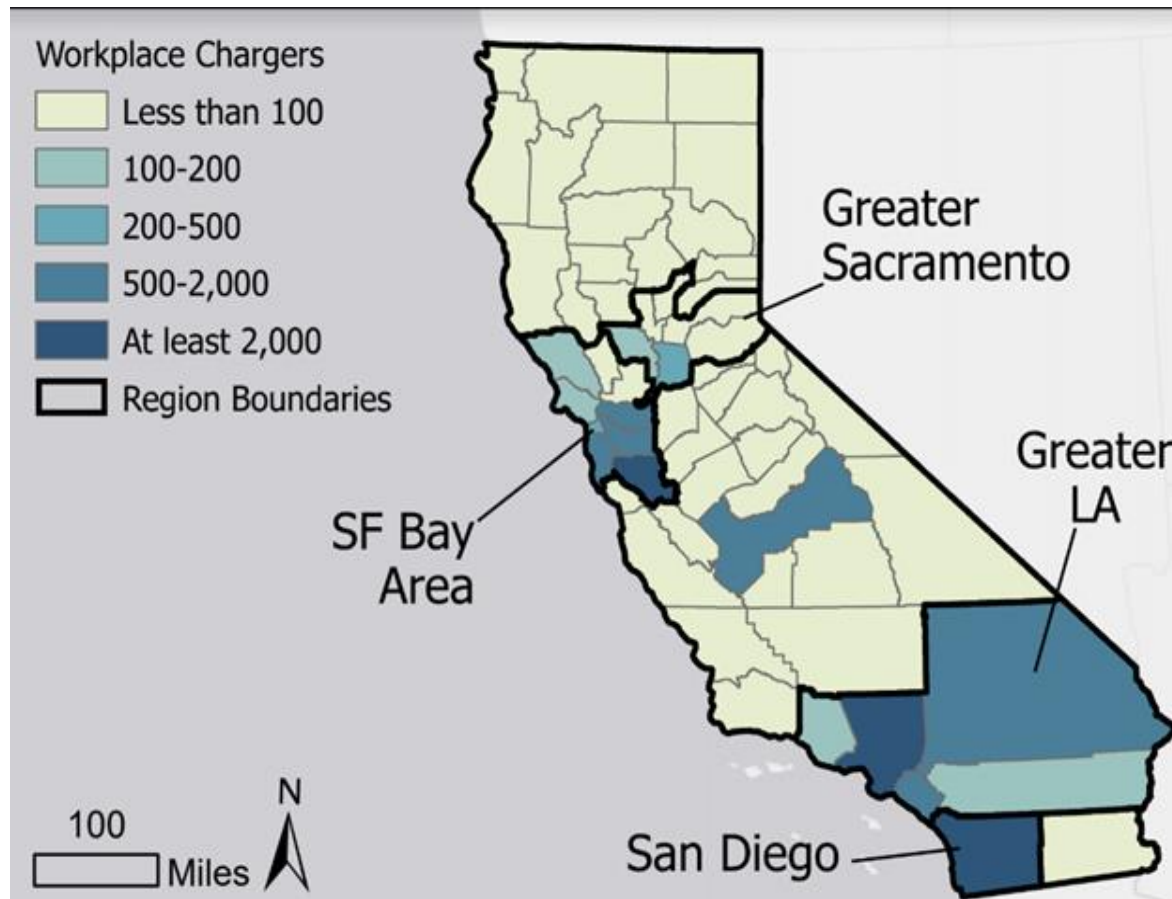 Workplace Chargers
Less than 100
100-200
200-500
500-2,000
At least 2,000
Region Boundaries
Greater
Sacramento
Greater
LA
SF Bay
Area
San Diego
100
Miles
N